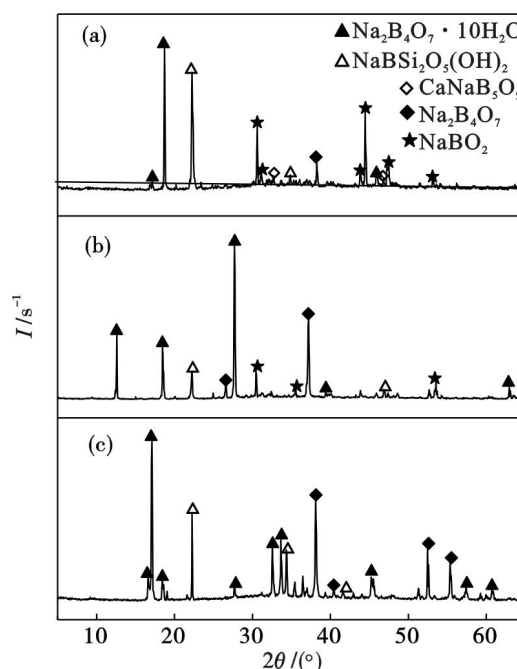 (a)
▲ Na₂B₄O₇·10H₂O
△ NaBSi₂O₅(OH)₂
◇ CaNaB₅O
◆ Na₂B₄O₇
★ NaBO₂
(b)
I/s⁻¹
(c)
10 20 30 40 50 60
2θ/(°)